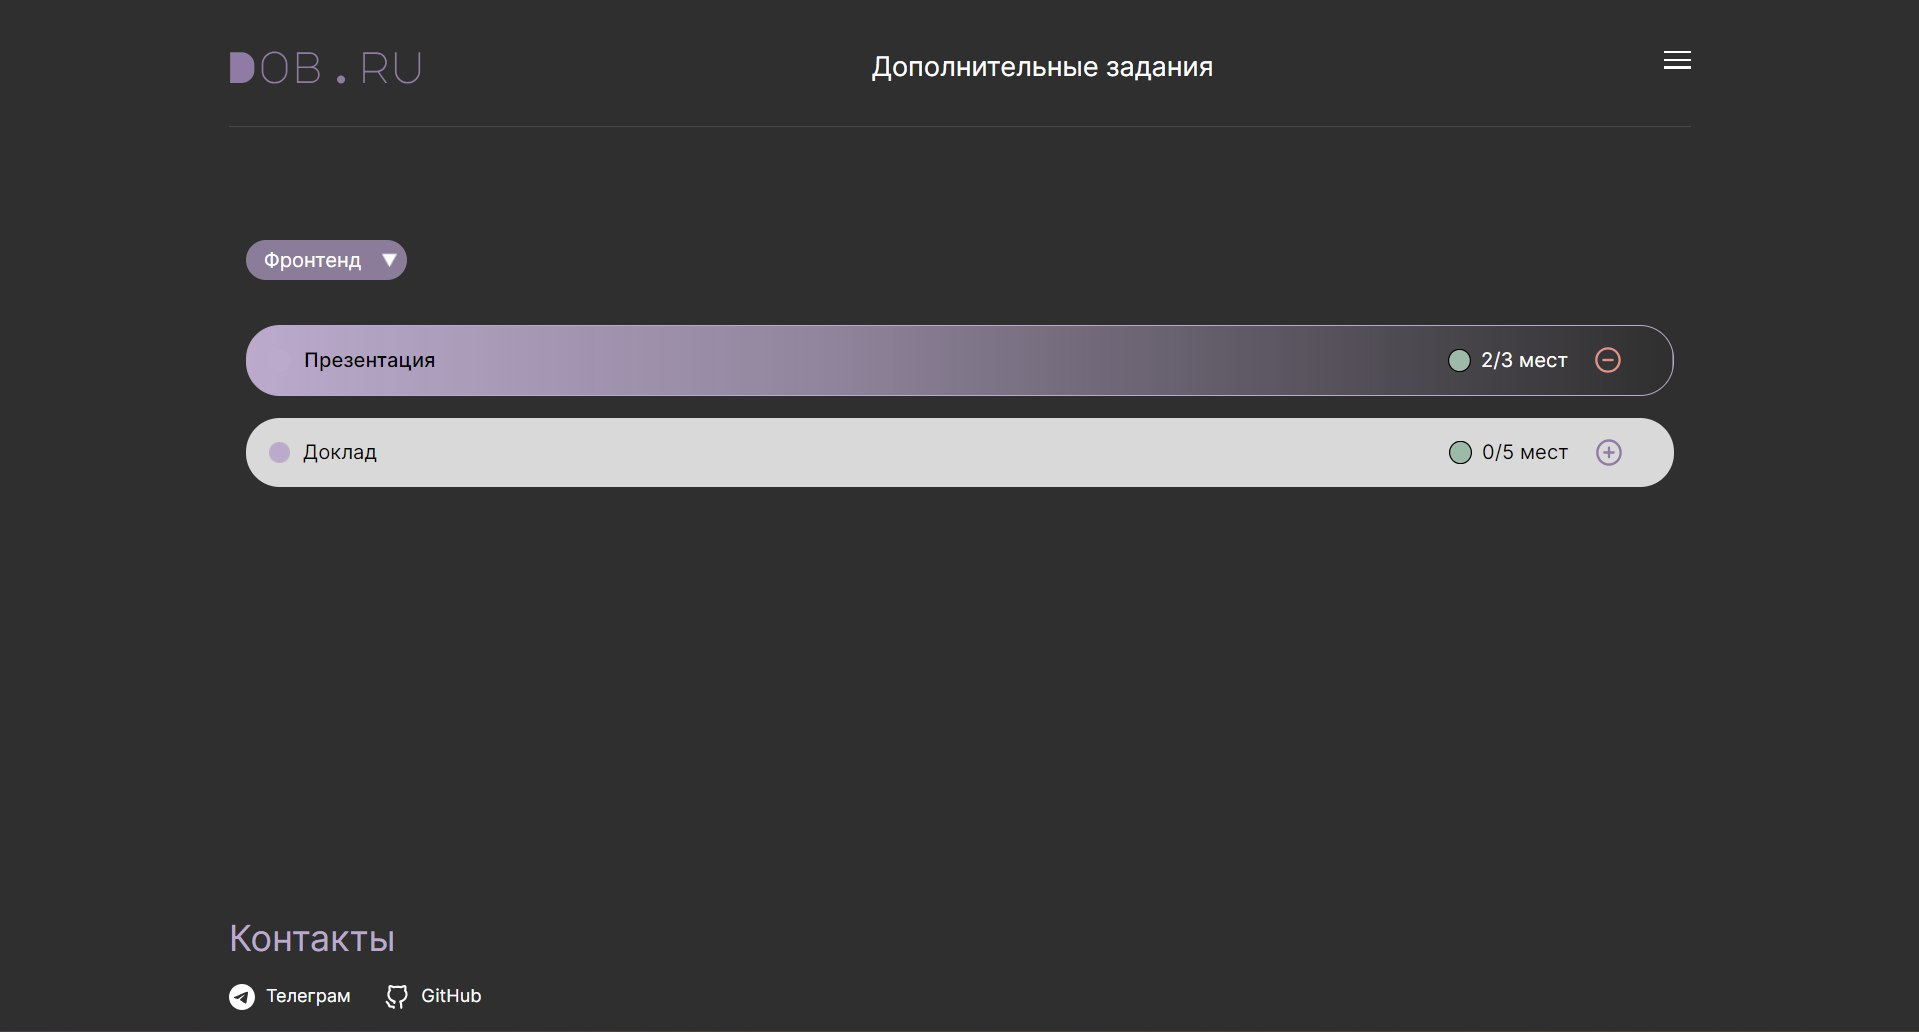 DOB.RU
Дополнительные задания
Фронтенд
Презентация 2/3 мест
Доклад 0/5 мест
Контакты
Телеграм GitHub